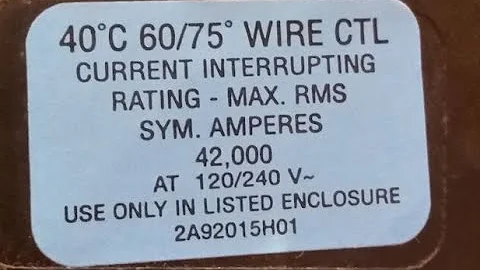 40°C 60/75° WIRE CTL
CURRENT INTERRUPTING
RATING - MAX. RMS
SYM. AMPERES
42,000
AT 120/240 V~
USE ONLY IN LISTED ENCLOSURE
2A92015H01